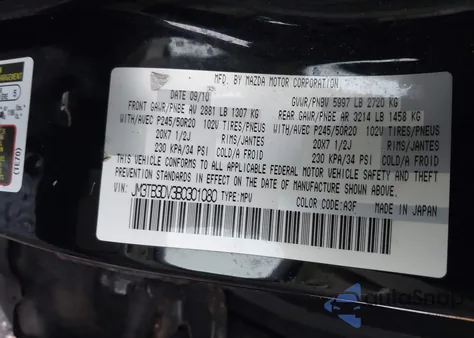 MFD. BY MAZDA MOTOR CORPORATION
DATE 09/10 GVWR/PNBV 5997 LB 2720 KG
FRONT GAWR/PNBE AV 2881 LB 1307 KG REAR GAWR/PNBE AR 3214 LB 1458 KG
WITH/AVEC P245/50R20 102V TIRES/PNEUS WITH/AVEC P245/50R20 102V TIRES/PNEUS
20X7 1/2J RIMS/JANTES 20X7 1/2J RIMS/JANTES
230 KPA/34 PSI COLD/A FROID 230 KPA/34 PSI COLD/A FROID
THIS VEHICLE CONFORMS TO ALL APPLICABLE FEDERAL MOTOR VEHICLE SAFETY AND THEFT
PREVENTION STANDARDS IN EFFECT ON THE DATE OF MANUFACTURE SHOWN ABOVE.
VIN: JM3TB3DV3B0301080 TYPE: MPV COLOR CODE: A3F MADE IN JAPAN
(1E70)
autoSnap